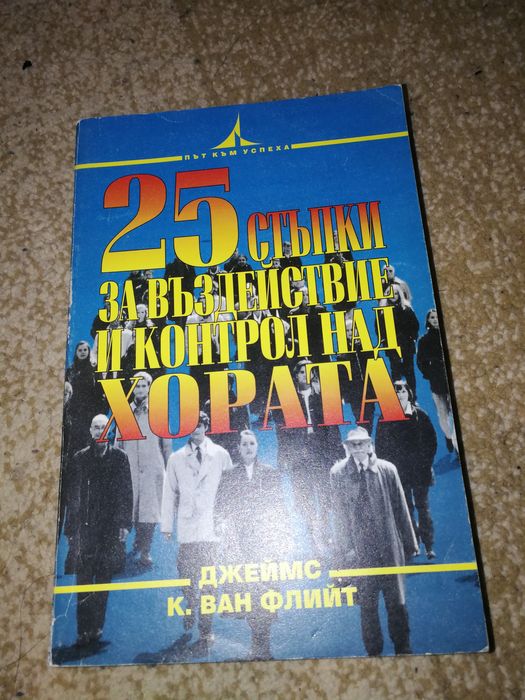 ПЪТ КЪМ УСПЕХА
25 СТЪПКИ
ЗА ВЪЗДЕЙСТВИЕ
И КОНТРОЛ НАД
ХОРАТА
ДЖЕЙМС
К. ВАН ФЛИЙТ